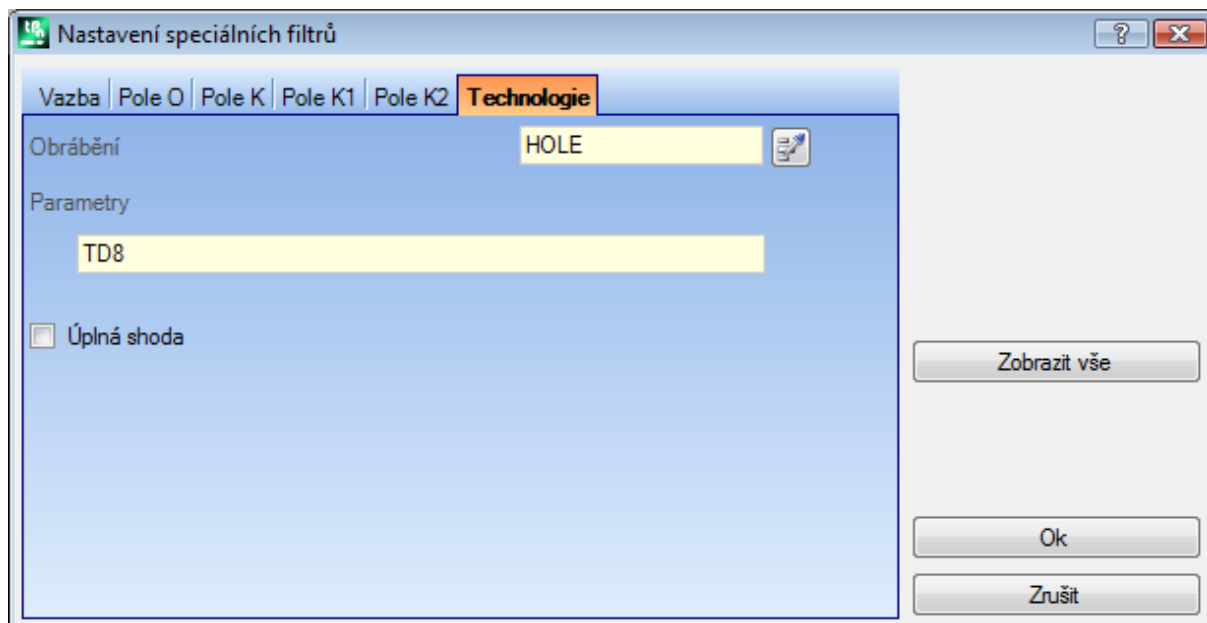 Nastavení speciálních filtrů
Vazba Pole O Pole K Pole K1 Pole K2 Technologie
Obrábění HOLE
Parametry
TD8
Úplná shoda
Zobrazit vše
Ok
Zrušit